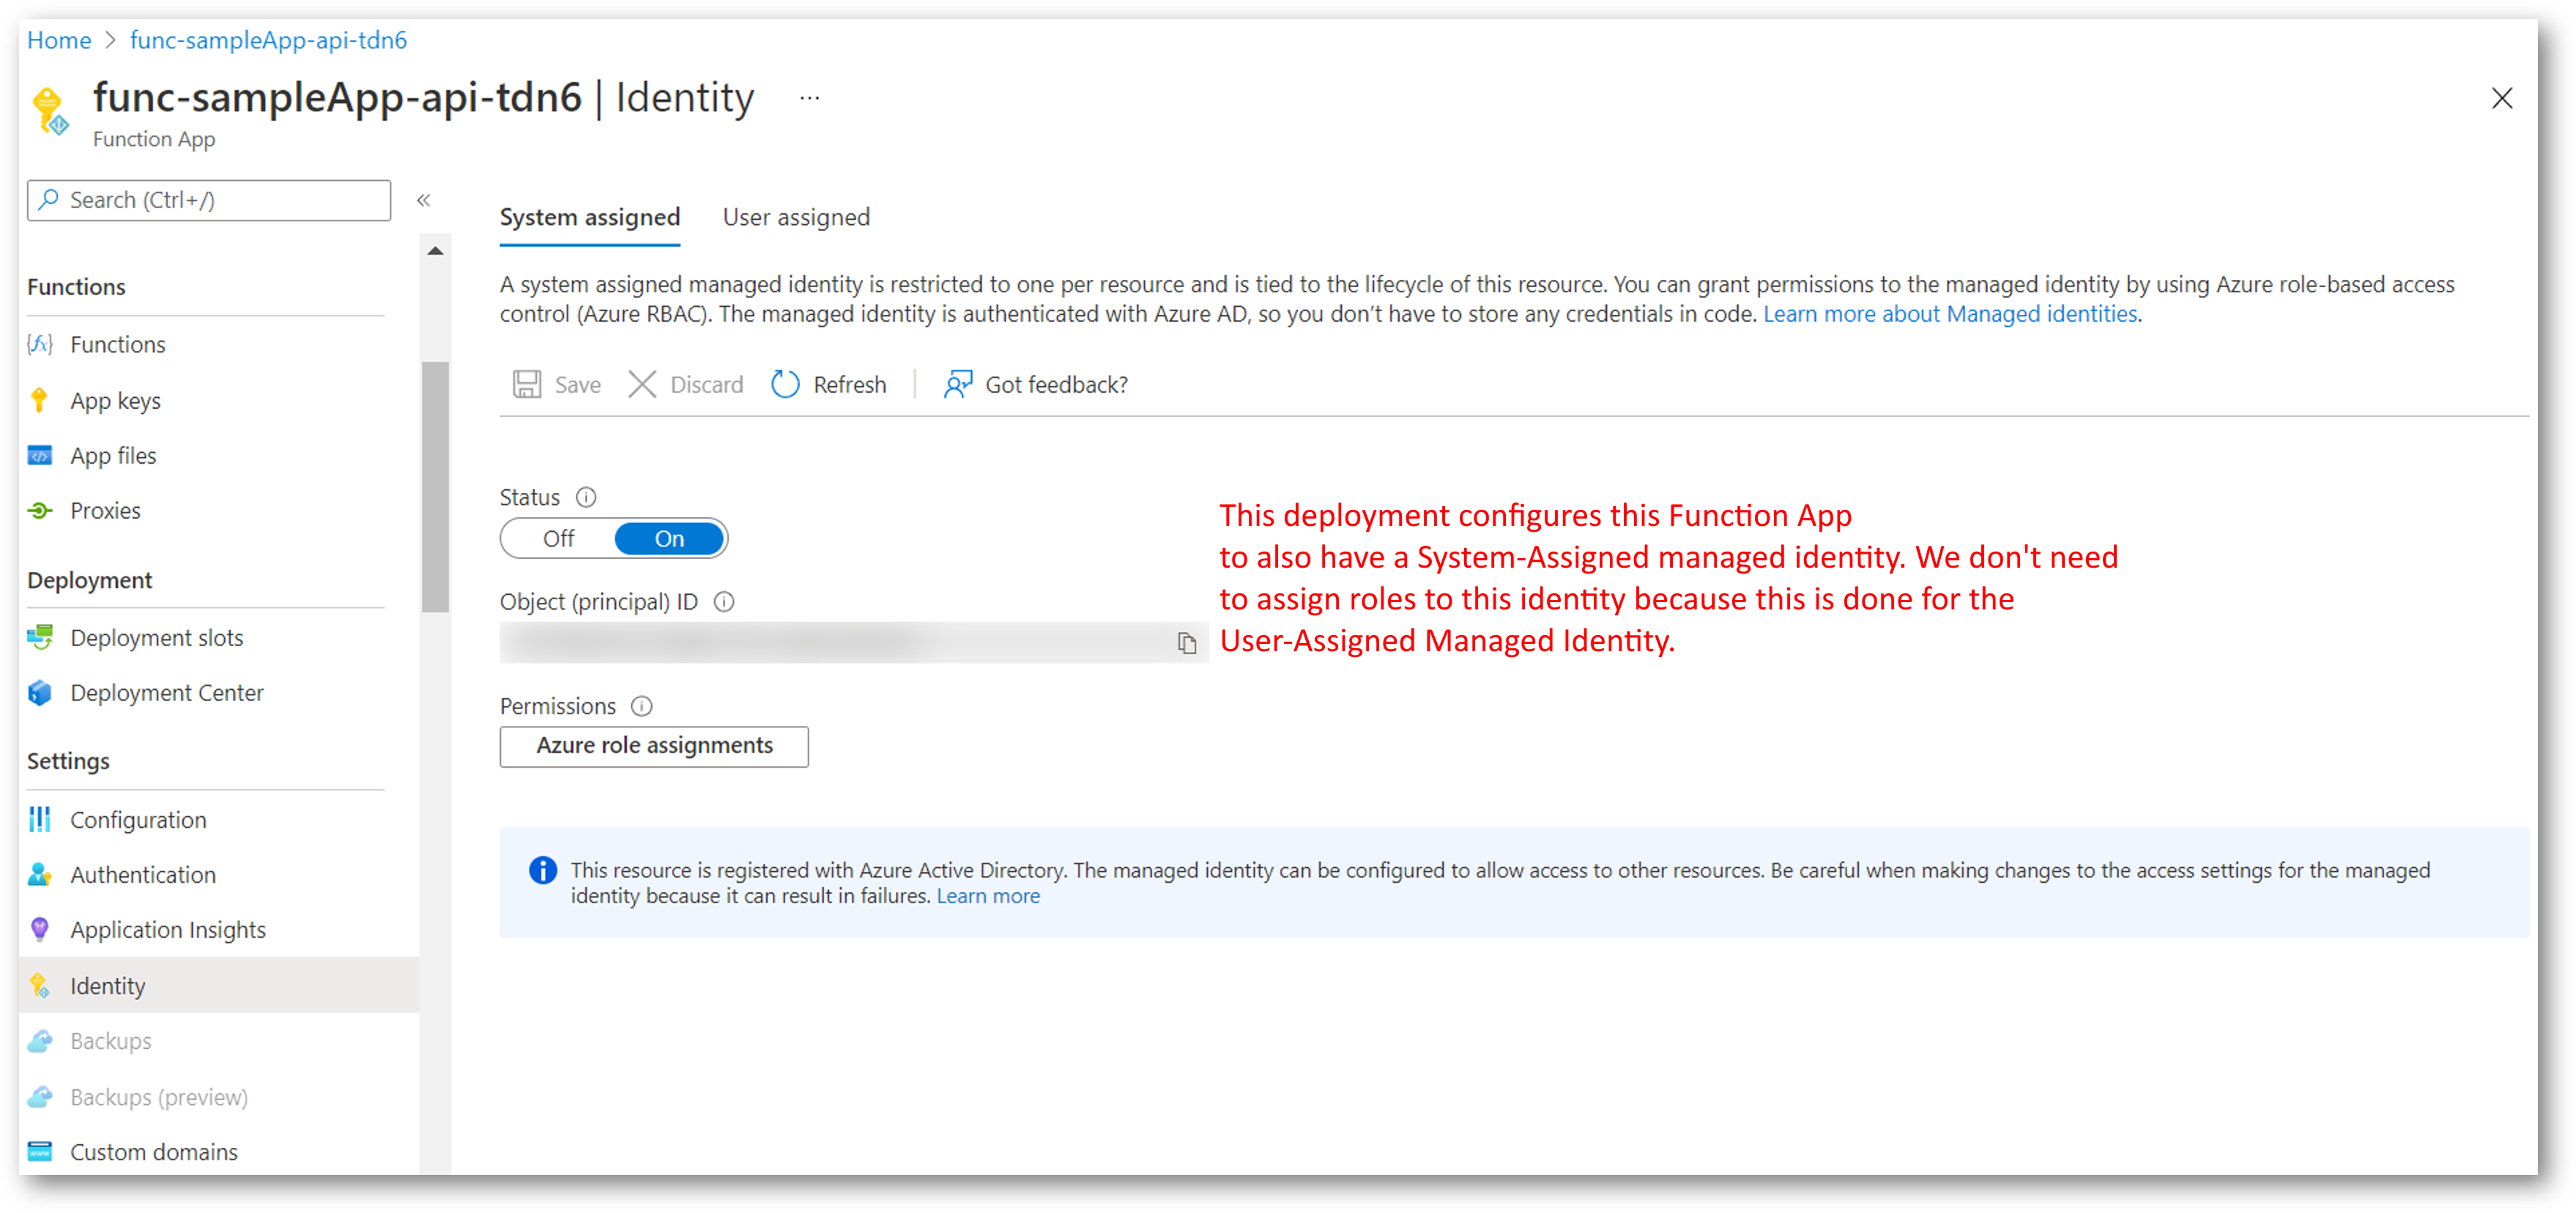 Home > func-sampleApp-api-tdn6
func-sampleApp-api-tdn6 | Identity ...
Function App
Search (Ctrl+/)
«
Functions
Functions
App keys
App files
Proxies
Deployment
Deployment slots
Deployment Center
Settings
Configuration
Authentication
Application Insights
Identity
Backups
Backups (preview)
Custom domains
System assigned User assigned
A system assigned managed identity is restricted to one per resource and is tied to the lifecycle of this resource. You can grant permissions to the managed identity by using Azure role-based access
control (Azure RBAC). The managed identity is authenticated with Azure AD, so you don’t have to store any credentials in code. Learn more about Managed identities.
Save Discard Refresh Got feedback?
Status
Off On
Object (principal) ID
Permissions
Azure role assignments
This deployment configures this Function App
to also have a System-Assigned managed identity. We don't need
to assign roles to this identity because this is done for the
User-Assigned Managed Identity.
This resource is registered with Azure Active Directory. The managed identity can be configured to allow access to other resources. Be careful when making changes to the access settings for the managed
identity because it can result in failures. Learn more